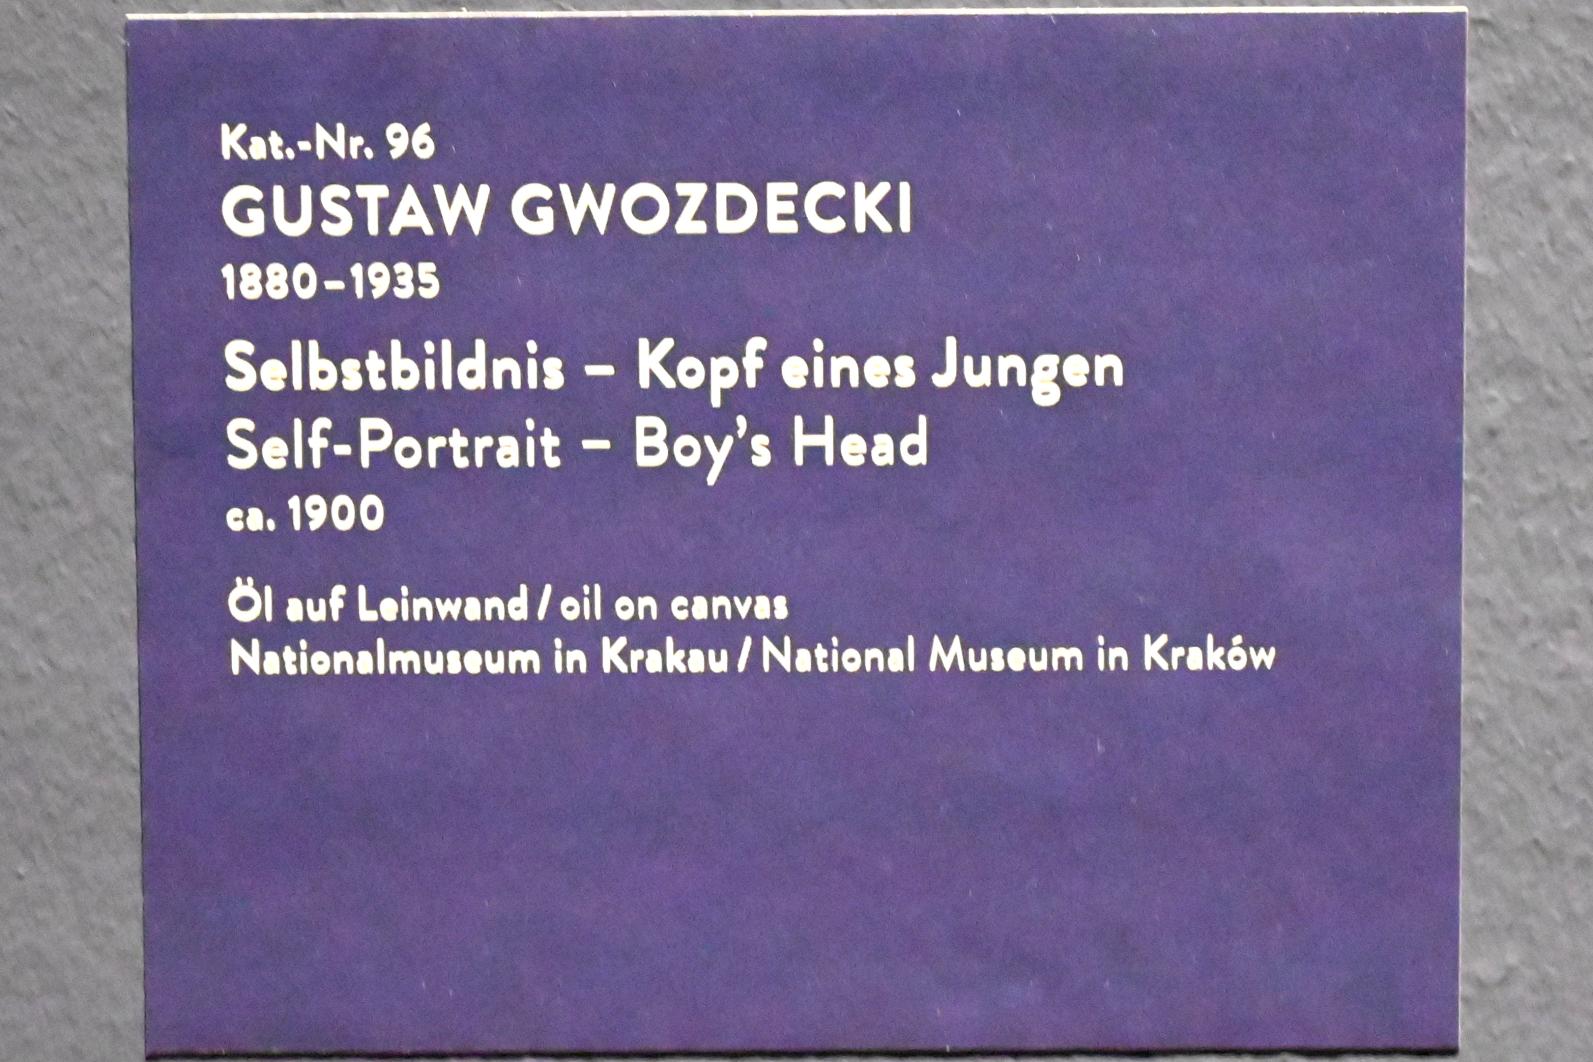 Kat.-Nr. 96
GUSTAW GWOZDECKI
1880–1935
Selbstbildnis – Kopf eines Jungen
Self-Portrait – Boy’s Head
ca. 1900
Öl auf Leinwand / oil on canvas
Nationalmuseum in Krakau / National Museum in Kraków